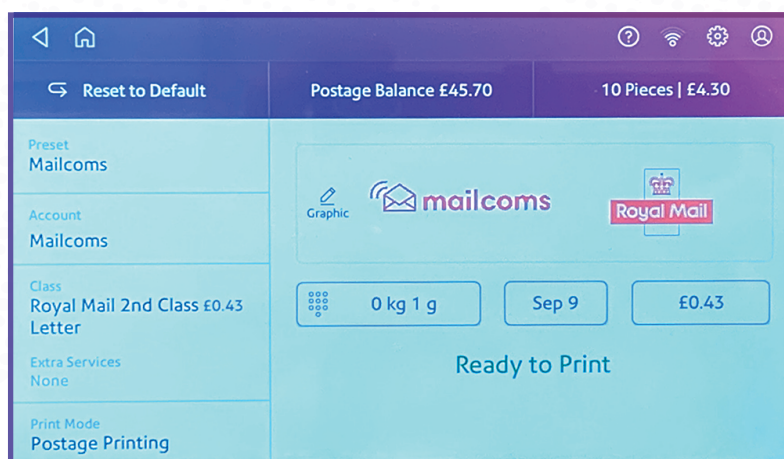 Reset to Default
Postage Balance £45.70
10 Pieces | £4.30
Preset
Mailcoms
Account
Mailcoms
Class
Royal Mail 2nd Class £0.43
Letter
Extra Services
None
Print Mode
Postage Printing
Graphic
mailcoms
Royal Mail
0 kg 1 g
Sep 9
£0.43
Ready to Print